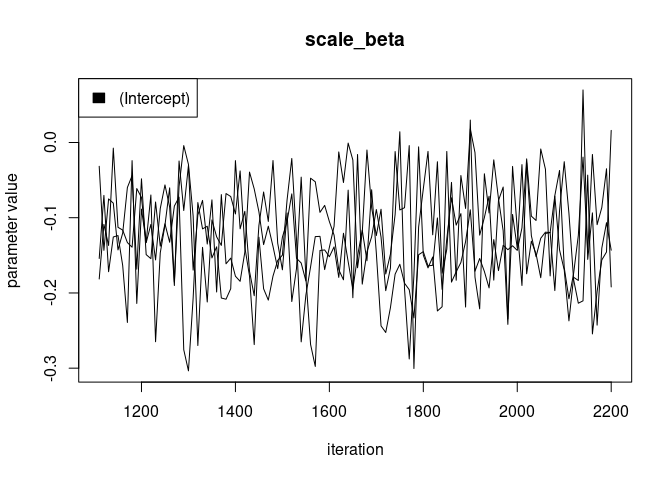 scale_beta
(Intercept)
0.0
-0.1
-0.2
-0.3
parameter value
1200 1400 1600 1800 2000 2200
iteration